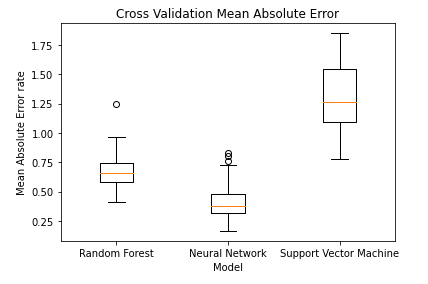 Cross Validation Mean Absolute Error
Mean Absolute Error rate
1.75
1.50
1.25
1.00
0.75
0.50
0.25
Random Forest
Neural Network
Support Vector Machine
Model